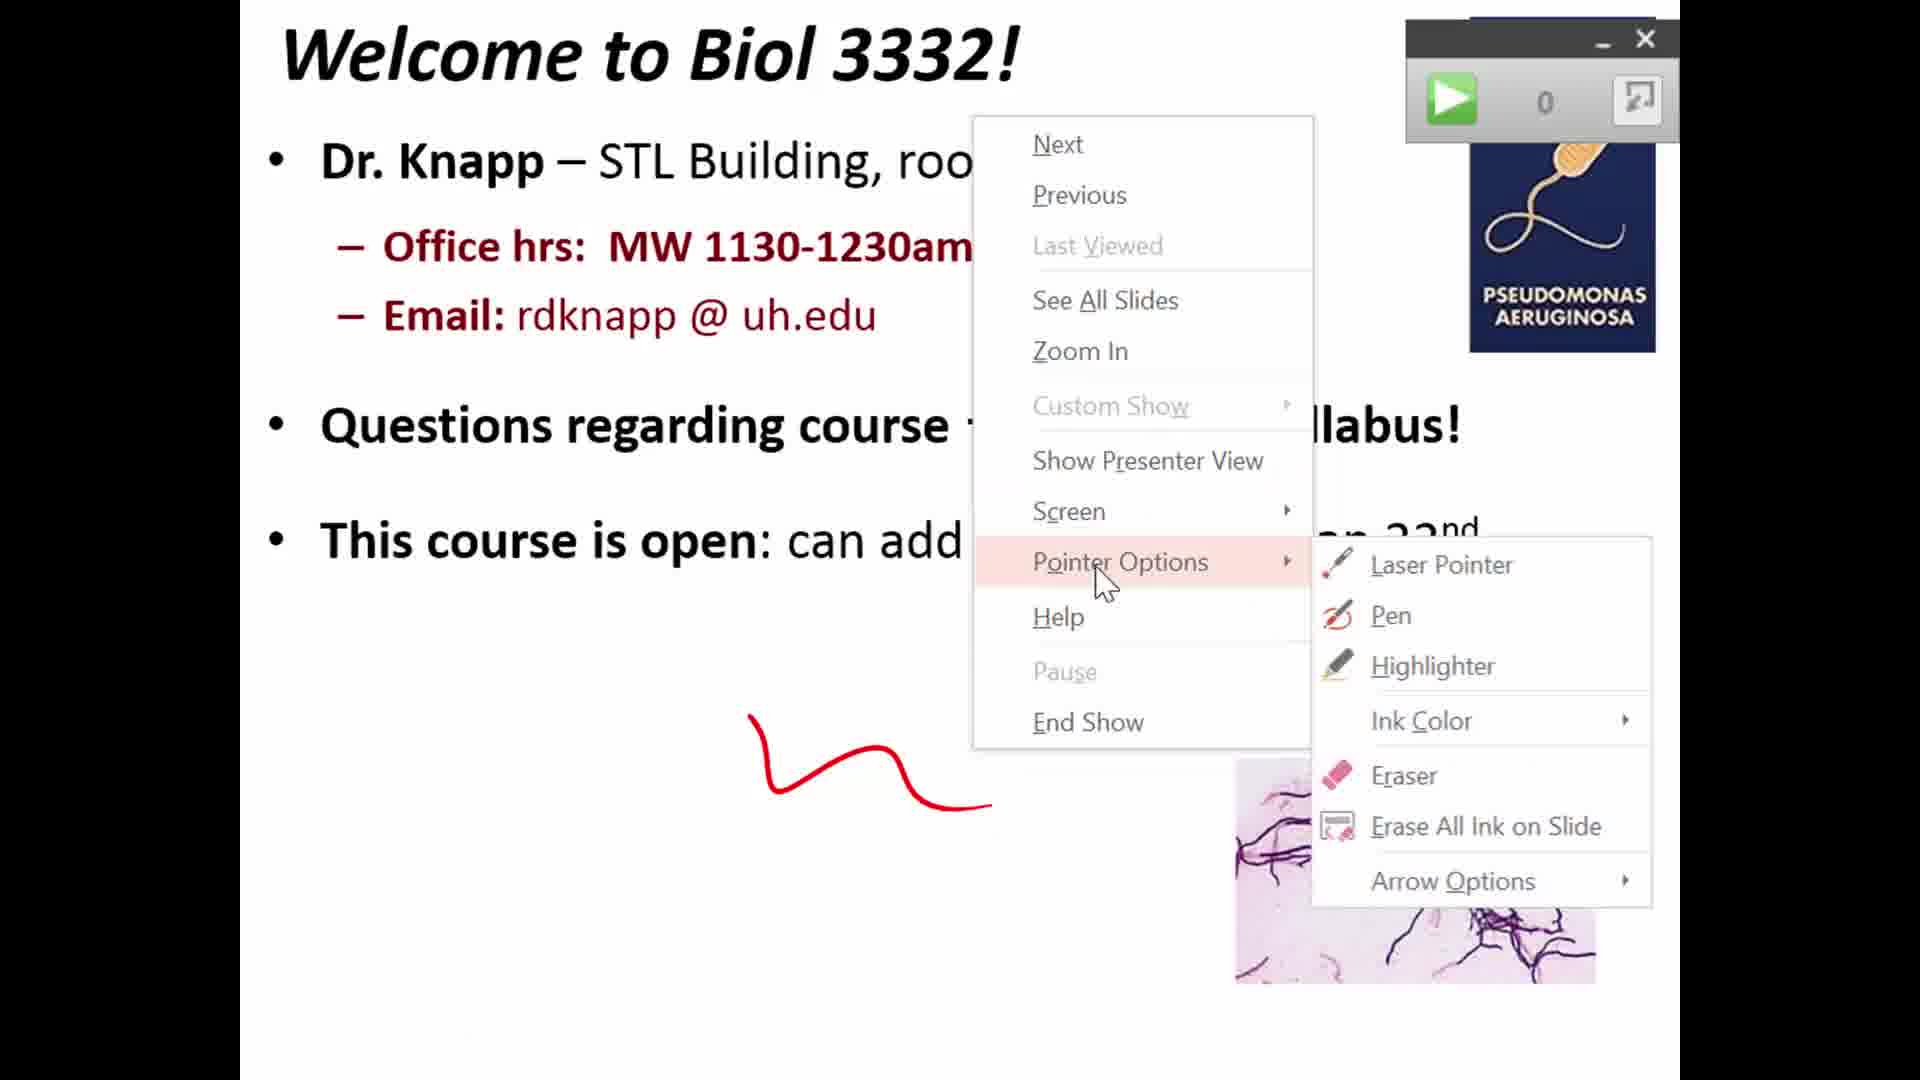 Welcome to Biol 3332!
• Dr. Knapp – STL Building, roo
– Office hrs: MW 1130-1230am
– Email: rdknapp @ uh.edu
• Questions regarding course
llabus!
• This course is open: can add
nd
0
PSEUDOMONAS
AERUGINOSA
Next
Previous
Last Viewed
See All Slides
Zoom In
Custom Show
Show Presenter View
Screen
Pointer Options
Help
Pause
End Show
Laser Pointer
Pen
Highlighter
Ink Color
Eraser
Erase All Ink on Slide
Arrow Options